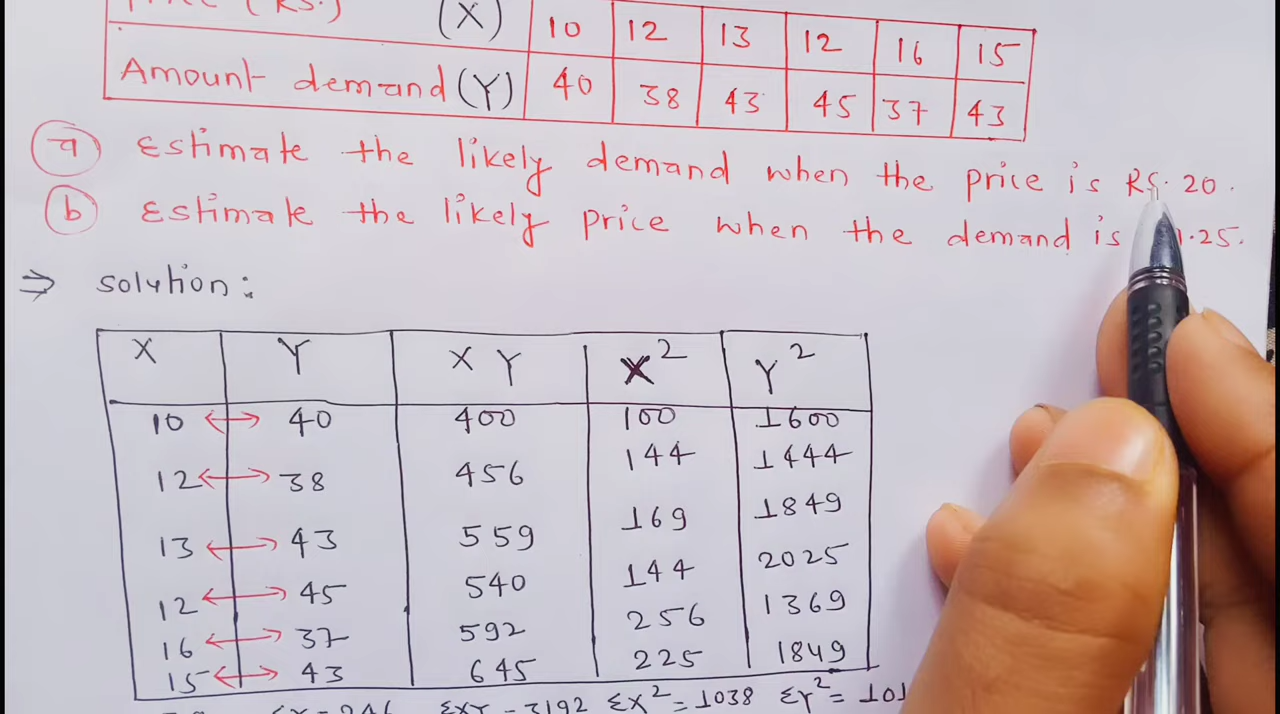 (X) 10 12 13 12 16 15
Amount demand (Y) 40 38 43 45 37 43
a Estimate the likely demand when the price is Rs. 20.
b Estimate the likely price when the demand is .25.
⇒ solution:
X Y XY X² Y²
10 ↔ 40 400 100 1600
12 ↔ 38 456 144 1444
13 ↔ 43 559 169 1849
12 ↔ 45 540 144 2025
16 ↔ 37 592 256 1369
15 ↔ 43 645 225 1849
ΣXY = 3192 ΣX² = 1038 ΣY² =